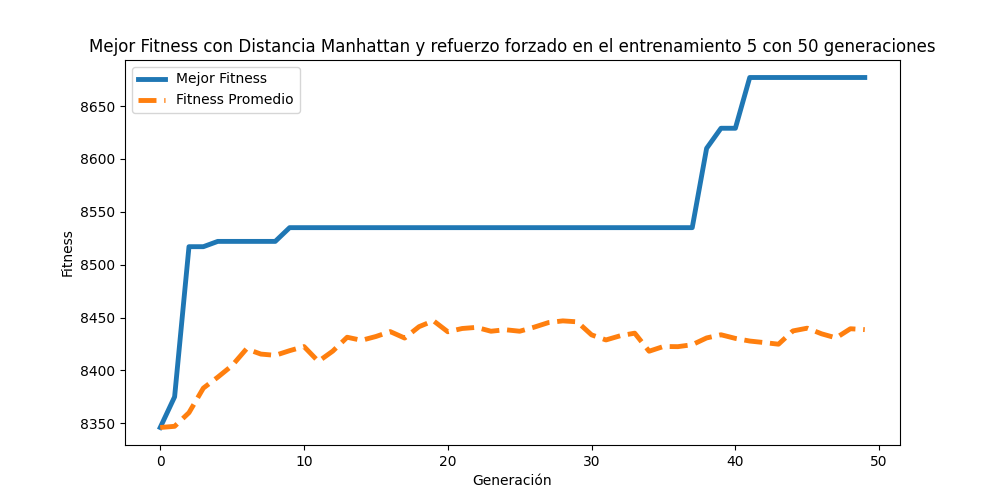 Mejor Fitness con Distancia Manhattan y refuerzo forzado en el entrenamiento 5 con 50 generaciones
Mejor Fitness
Fitness Promedio
8650
8600
8550
8500
8450
8400
8350
Fitness
0 10 20 30 40 50
Generación